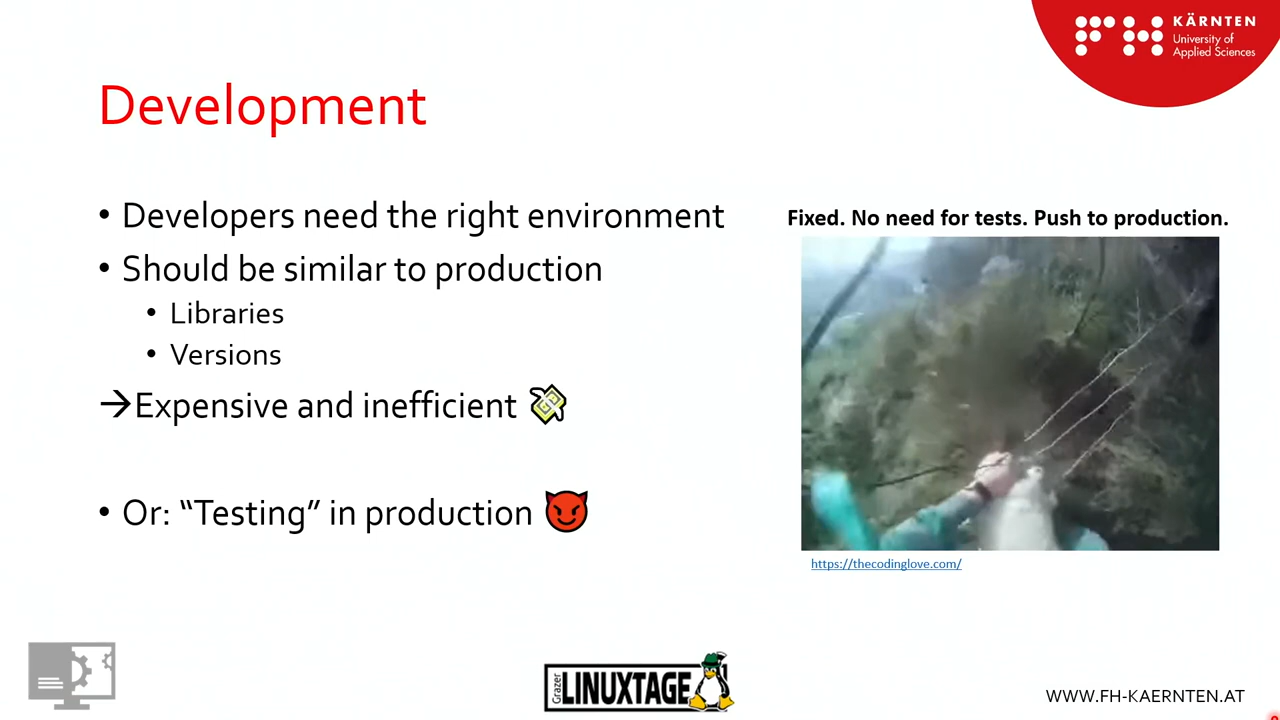 KÄRNTEN
University of
Applied Sciences
Development
• Developers need the right environment
• Should be similar to production
• Libraries
• Versions
→Expensive and inefficient
• Or: “Testing” in production
Fixed. No need for tests. Push to production.
https://thecodinglove.com/
Grazer
LINUXTAGE
WWW.FH-KAERNTEN.AT